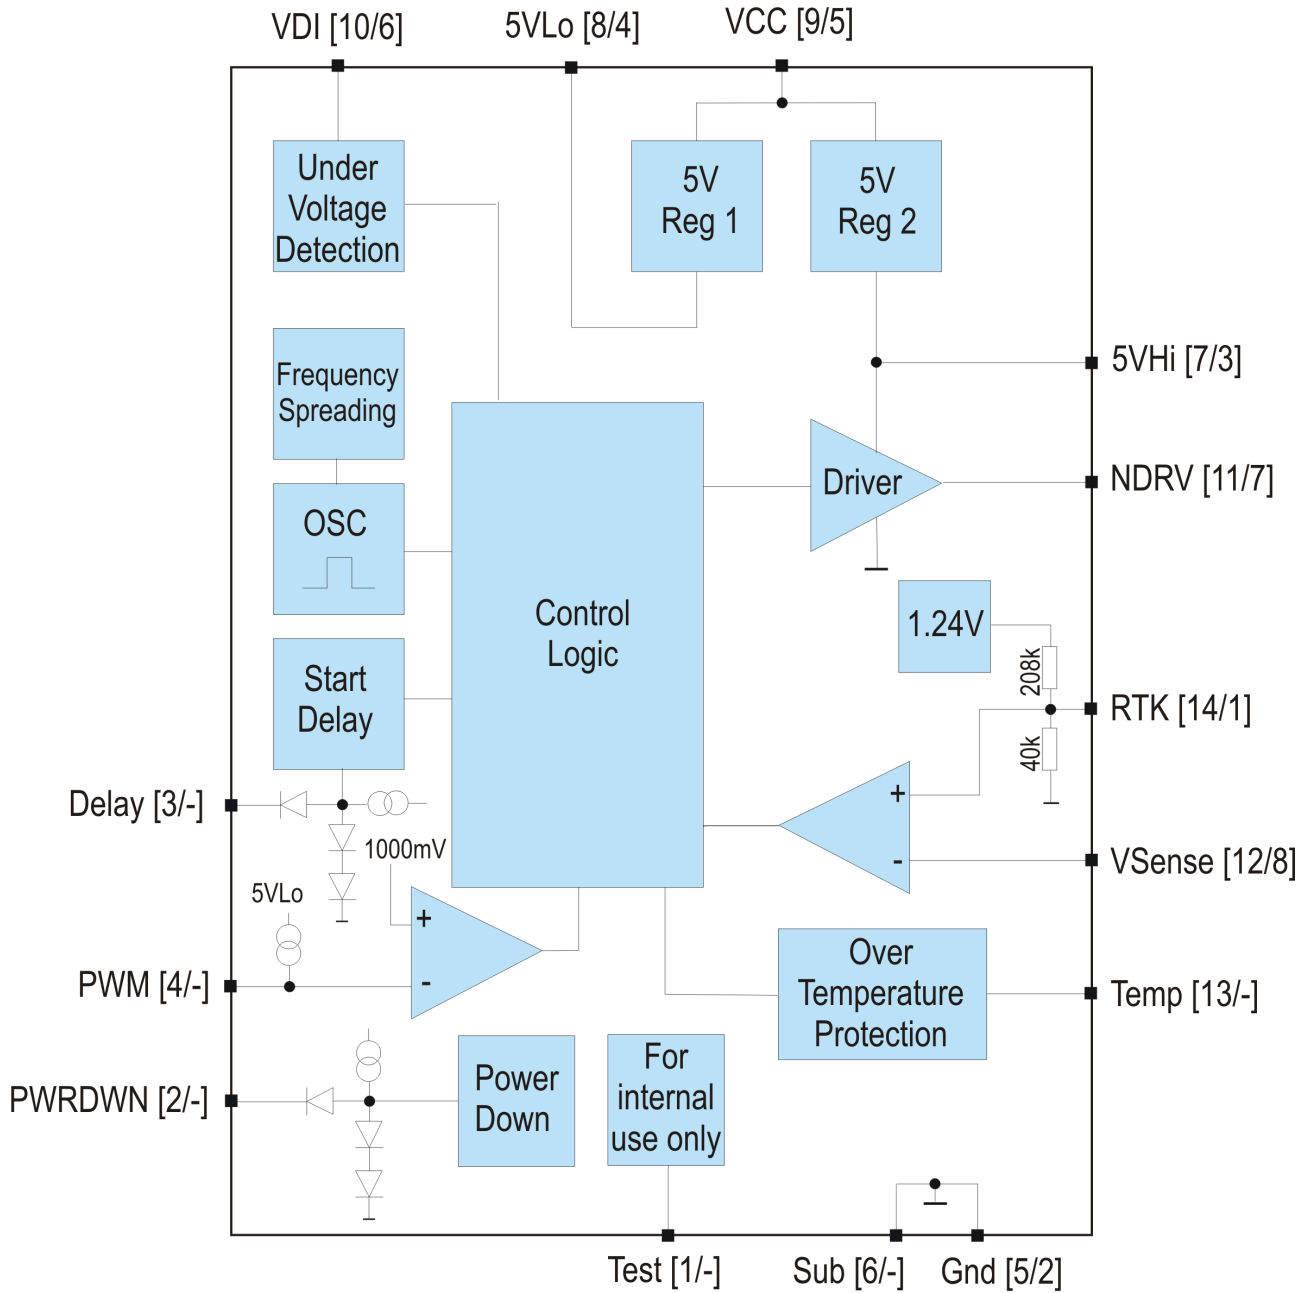 VDI [10/6]
5VLo [8/4]
VCC [9/5]
Under
Voltage
Detection
5V
Reg 1
5V
Reg 2
Frequency
Spreading
5VHi [7/3]
OSC
Driver
NDRV [11/7]
Control
Logic
1.24V
Start
Delay
208k
RTK [14/1]
40k
Delay [3/-]
+
-
1000mV
VSense [12/8]
5VLo
+
-
PWM [4/-]
Over
Temperature
Protection
Temp [13/-]
PWRDWN [2/-]
Power
Down
For
internal
use only
Test [1/-]
Sub [6/-]
Gnd [5/2]